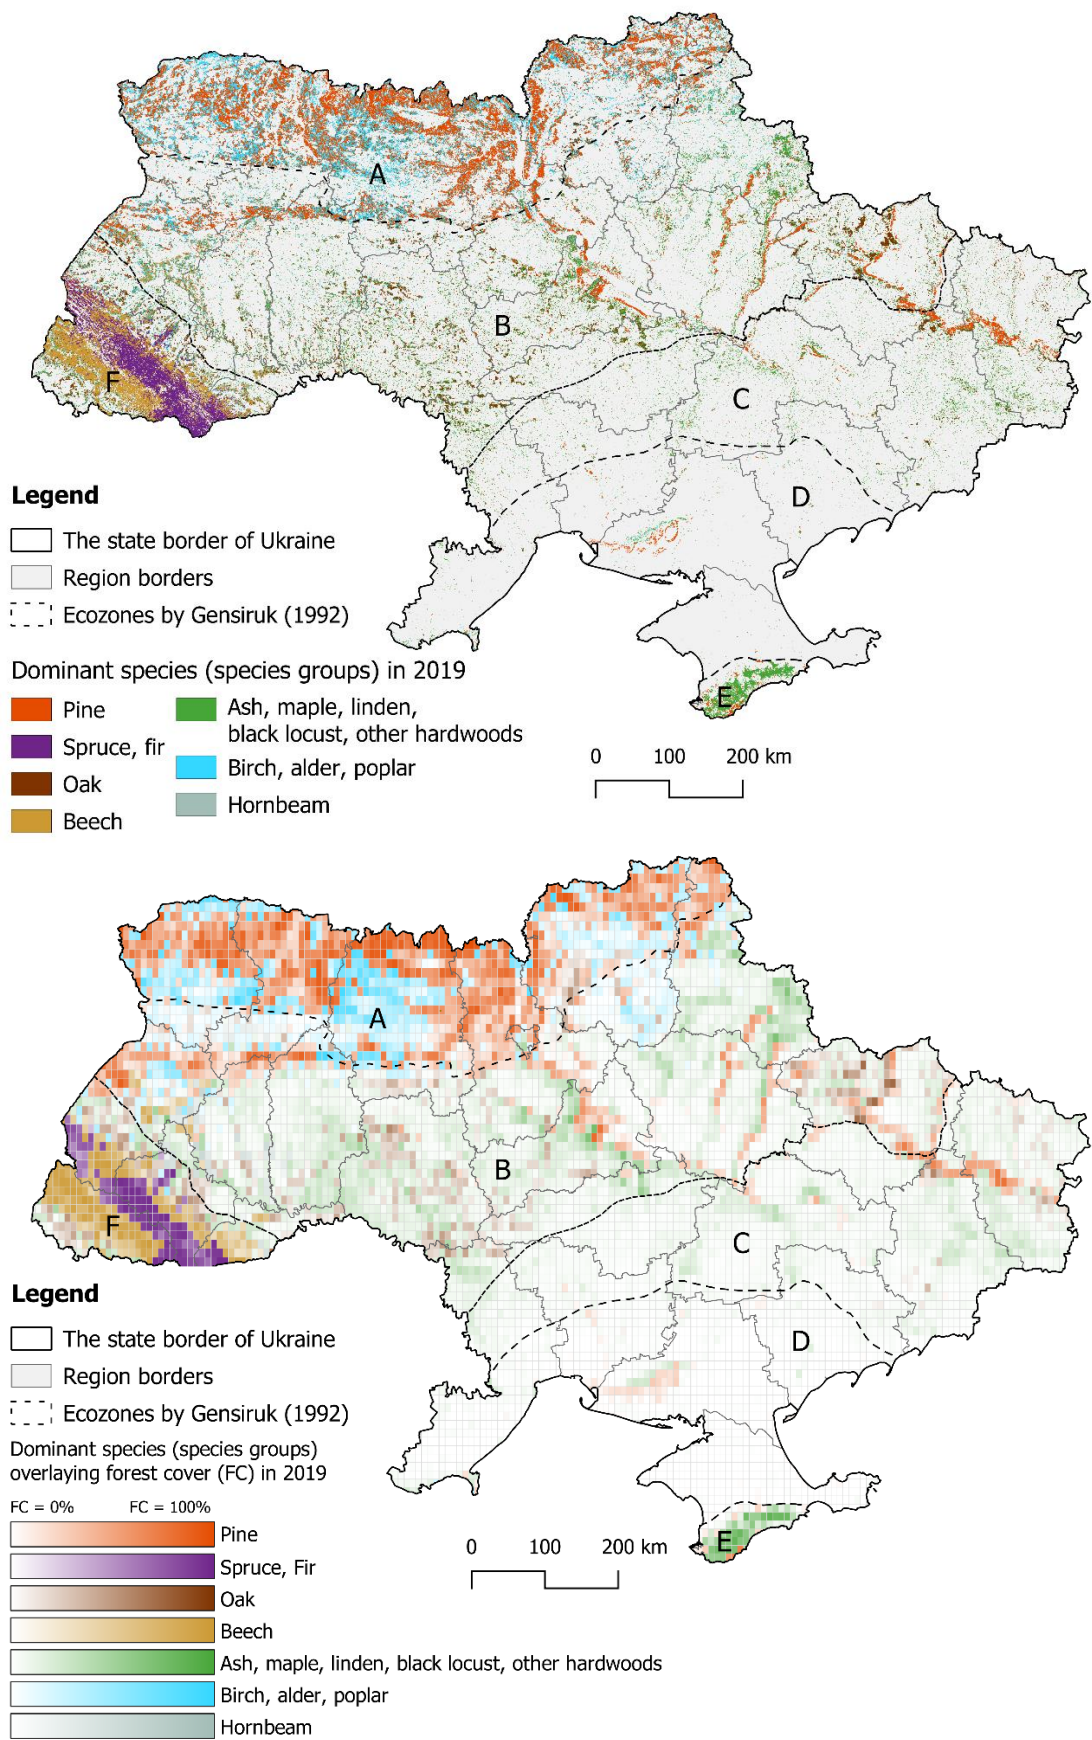 A
B
C
D
E
F
Legend
The state border of Ukraine
Region borders
Ecozones by Gensiruk (1992)
Dominant species (species groups) in 2019
Pine
Spruce, fir
Oak
Beech
Ash, maple, linden,
black locust, other hardwoods
Birch, alder, poplar
Hornbeam
0 100 200 km
A
B
C
D
E
F
Legend
The state border of Ukraine
Region borders
Ecozones by Gensiruk (1992)
Dominant species (species groups)
overlaying forest cover (FC) in 2019
FC = 0% FC = 100%
Pine
Spruce, Fir
Oak
Beech
Ash, maple, linden, black locust, other hardwoods
Birch, alder, poplar
Hornbeam
0 100 200 km